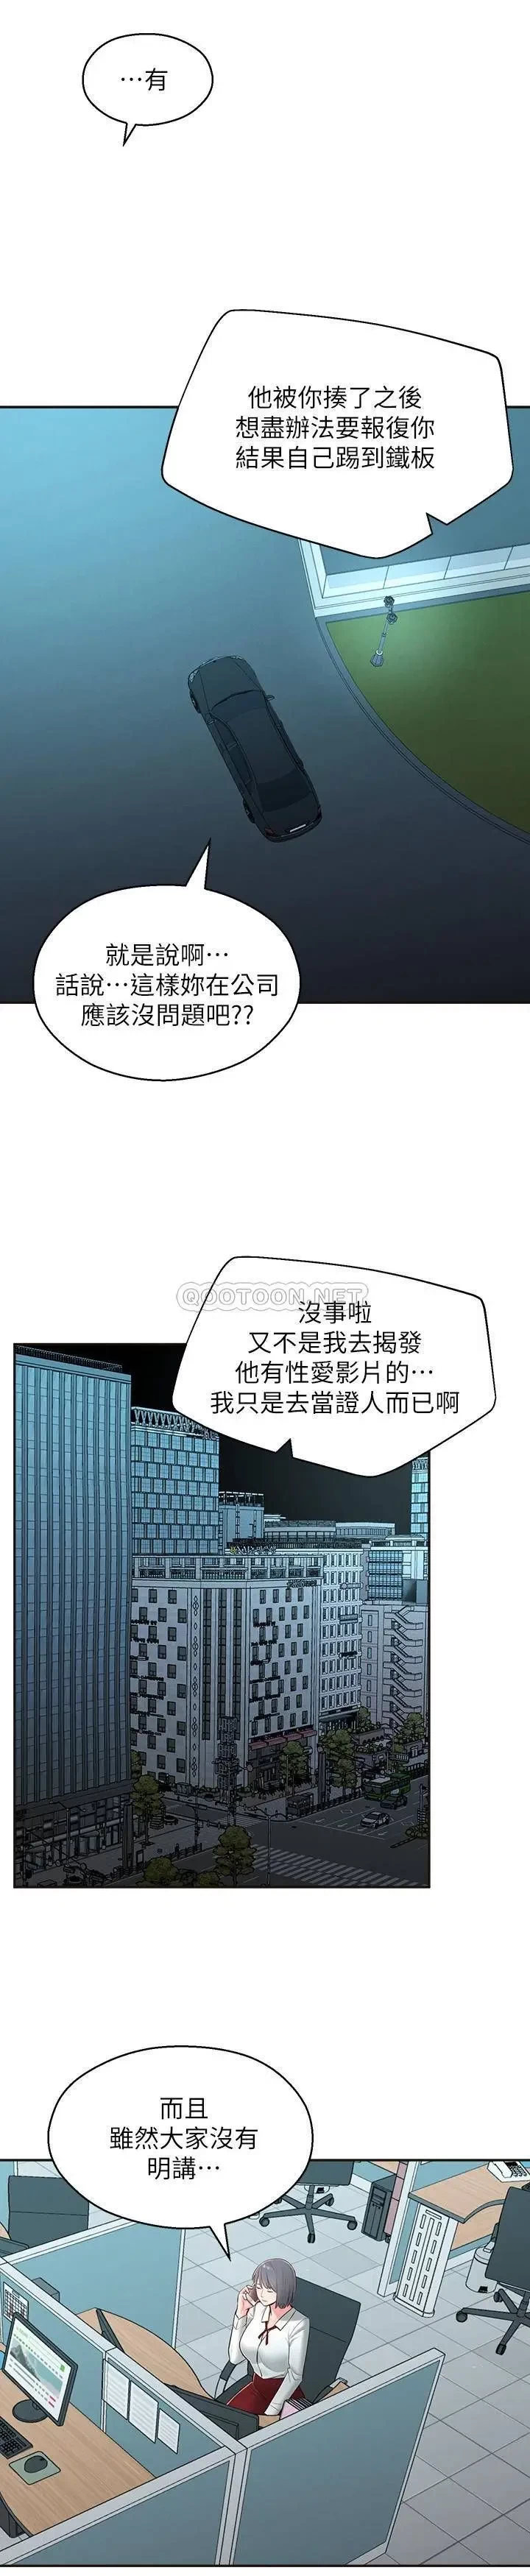 …有
他被你揍了之後
想盡辦法要報復你
結果自己踢到鐵板
就是說啊…
話說…這樣妳在公司
應該沒問題吧??
QOOTOON.NET
沒事啦
又不是我去揭發
他有性愛影片的…
我只是去當證人而已啊
而且
雖然大家沒有
明講…